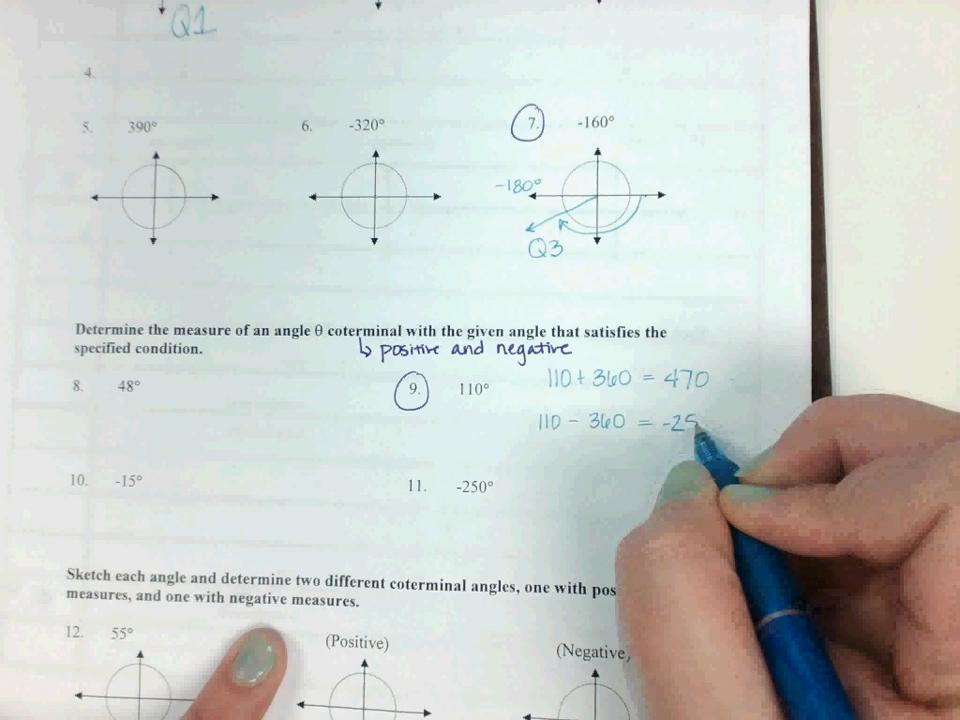 Q1
4.
5. 390° 6. -320° 7. -160°
-180°
Q3
Determine the measure of an angle θ coterminal with the given angle that satisfies the
specified condition. ↳ positive and negative
8. 48° 9. 110° 110 + 360 = 470
110 - 360 = -25
10. -15° 11. -250°
Sketch each angle and determine two different coterminal angles, one with pos
measures, and one with negative measures.
12. 55° (Positive) (Negative